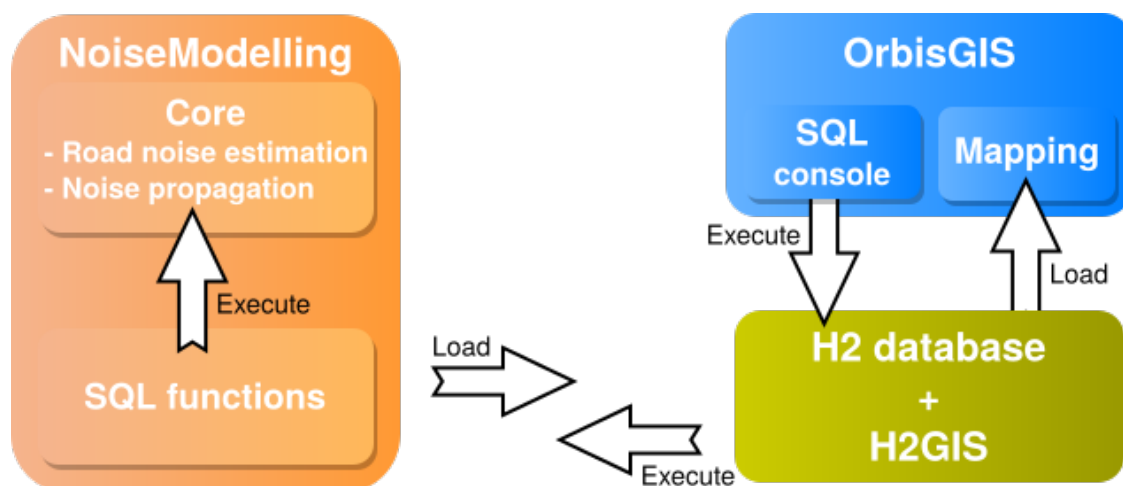 NoiseModelling
Core
- Road noise estimation
- Noise propagation
Execute
SQL functions
Load
Execute
OrbisGIS
SQL
console
Mapping
Execute
Load
H2 database
+
H2GIS